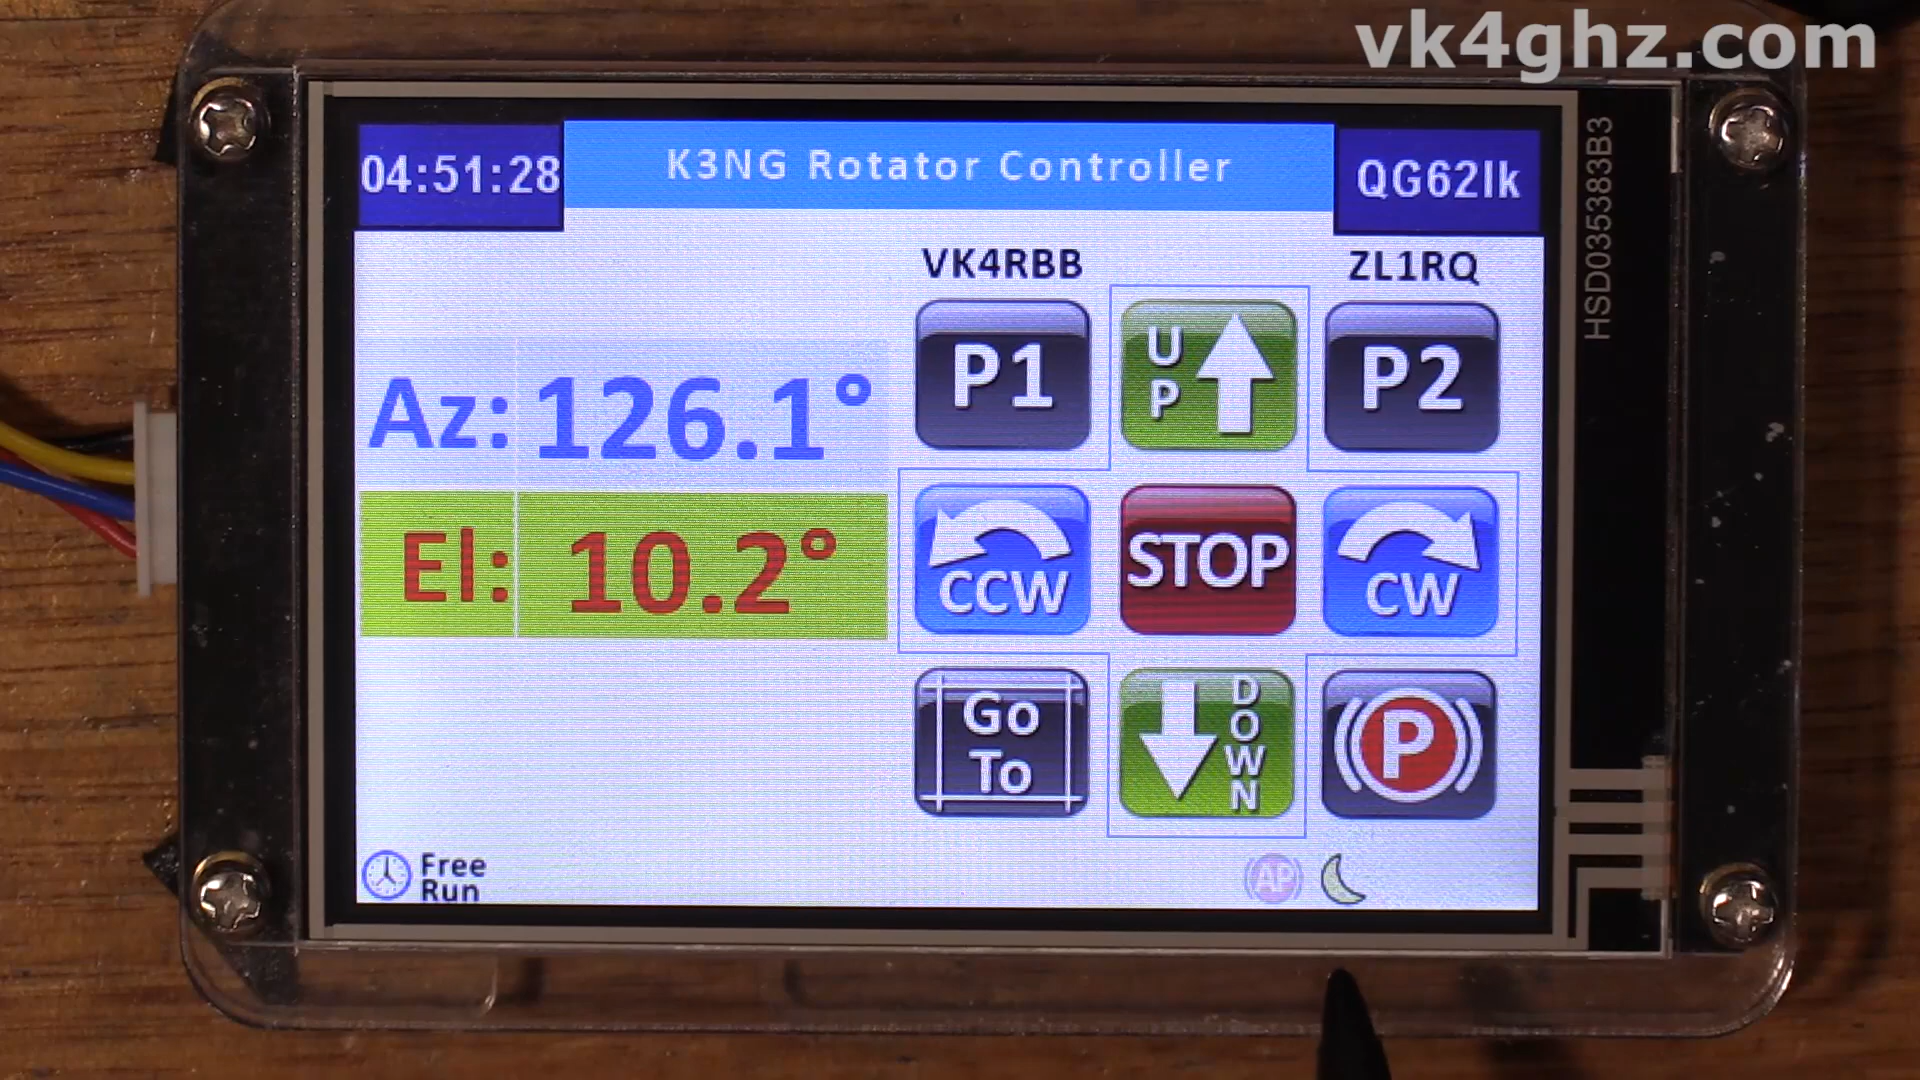 vk4ghz.com
04:51:28
K3NG Rotator Controller
QG62lk
HSD035383B3
VK4RBB
ZL1RQ
P1
UP
P2
Az: 126.1°
El: 10.2°
CCW
STOP
CW
Go
To
DOWN
P
Free
Run
AP